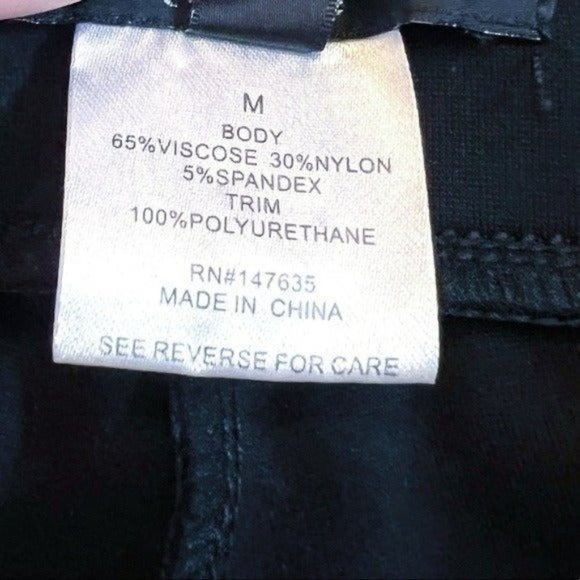 M
BODY
65%VISCOSE 30%NYLON
5%SPANDEX
TRIM
100%POLYURETHANE
RN#147635
MADE IN CHINA
SEE REVERSE FOR CARE